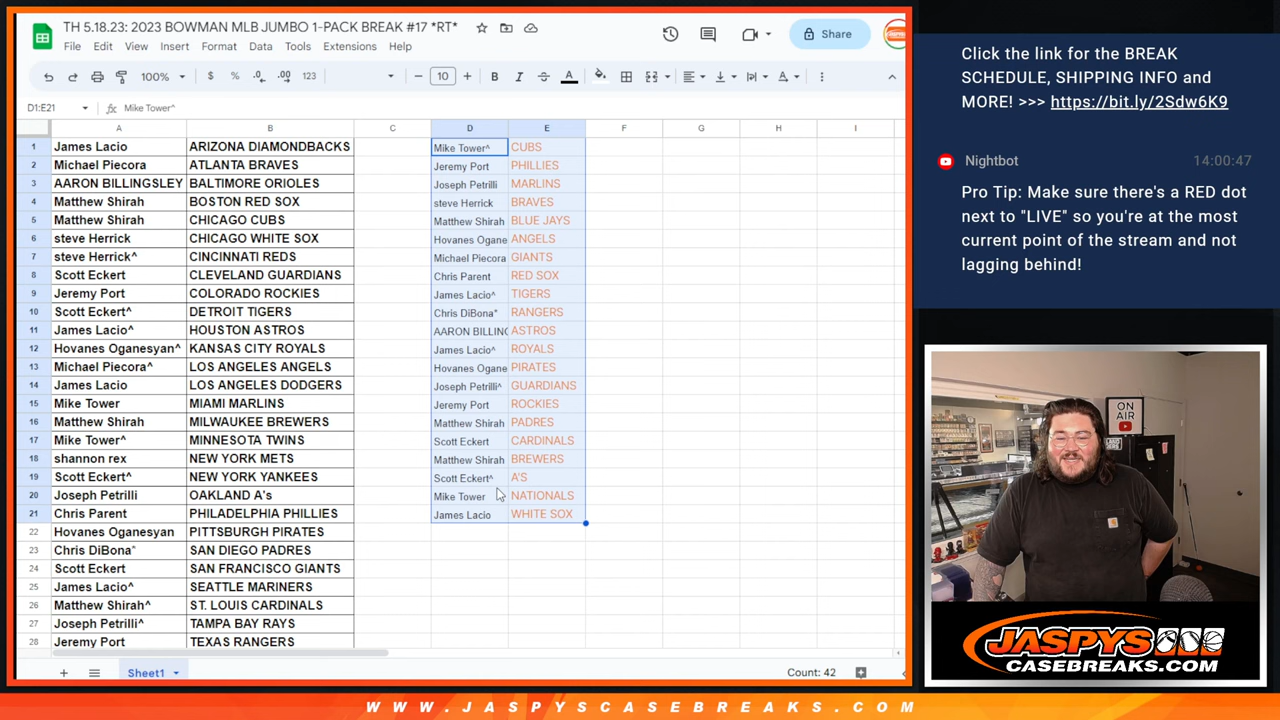 TH 5.18.23: 2023 BOWMAN MLB JUMBO 1-PACK BREAK #17 *RT*
File Edit View Insert Format Data Tools Extensions Help
Share
100% $ % .0 .00 123 10 B I A
D1:E21 fx Mike Tower^
A B C D E F G H I
1 James Lacio ARIZONA DIAMONDBACKS Mike Tower^ CUBS
2 Michael Piecora ATLANTA BRAVES Jeremy Port PHILLIES
3 AARON BILLINGSLEY BALTIMORE ORIOLES Joseph Petrilli MARLINS
4 Matthew Shirah BOSTON RED SOX steve Herrick BRAVES
5 Matthew Shirah CHICAGO CUBS Matthew Shirah BLUE JAYS
6 steve Herrick CHICAGO WHITE SOX Hovanes Ogane ANGELS
7 steve Herrick^ CINCINNATI REDS Michael Piecora GIANTS
8 Scott Eckert CLEVELAND GUARDIANS Chris Parent RED SOX
9 Jeremy Port COLORADO ROCKIES James Lacio^ TIGERS
10 Scott Eckert^ DETROIT TIGERS Chris DiBona* RANGERS
11 James Lacio^ HOUSTON ASTROS AARON BILLING ASTROS
12 Hovanes Oganesyan^ KANSAS CITY ROYALS James Lacio^ ROYALS
13 Michael Piecora^ LOS ANGELES ANGELS Hovanes Ogane PIRATES
14 James Lacio LOS ANGELES DODGERS Joseph Petrilli^ GUARDIANS
15 Mike Tower MIAMI MARLINS Jeremy Port ROCKIES
16 Matthew Shirah MILWAUKEE BREWERS Matthew Shirah PADRES
17 Mike Tower^ MINNESOTA TWINS Scott Eckert CARDINALS
18 shannon rex NEW YORK METS Matthew Shirah BREWERS
19 Scott Eckert^ NEW YORK YANKEES Scott Eckert^ A'S
20 Joseph Petrilli OAKLAND A's Mike Tower NATIONALS
21 Chris Parent PHILADELPHIA PHILLIES James Lacio WHITE SOX
22 Hovanes Oganesyan PITTSBURGH PIRATES
23 Chris DiBona* SAN DIEGO PADRES
24 Scott Eckert SAN FRANCISCO GIANTS
25 James Lacio^ SEATTLE MARINERS
26 Matthew Shirah^ ST. LOUIS CARDINALS
27 Joseph Petrilli^ TAMPA BAY RAYS
28 Jeremy Port TEXAS RANGERS
Sheet1 Count: 42
Click the link for the BREAK
SCHEDULE, SHIPPING INFO and
MORE! >>> https://bit.ly/2Sdw6K9
Nightbot 14:00:47
Pro Tip: Make sure there's a RED dot
next to "LIVE" so you're at the most
current point of the stream and not
lagging behind!
ON
AIR
JASPYS
CASEBREAKS.COM
WWW.JASPYSCASEBREAKS.COM